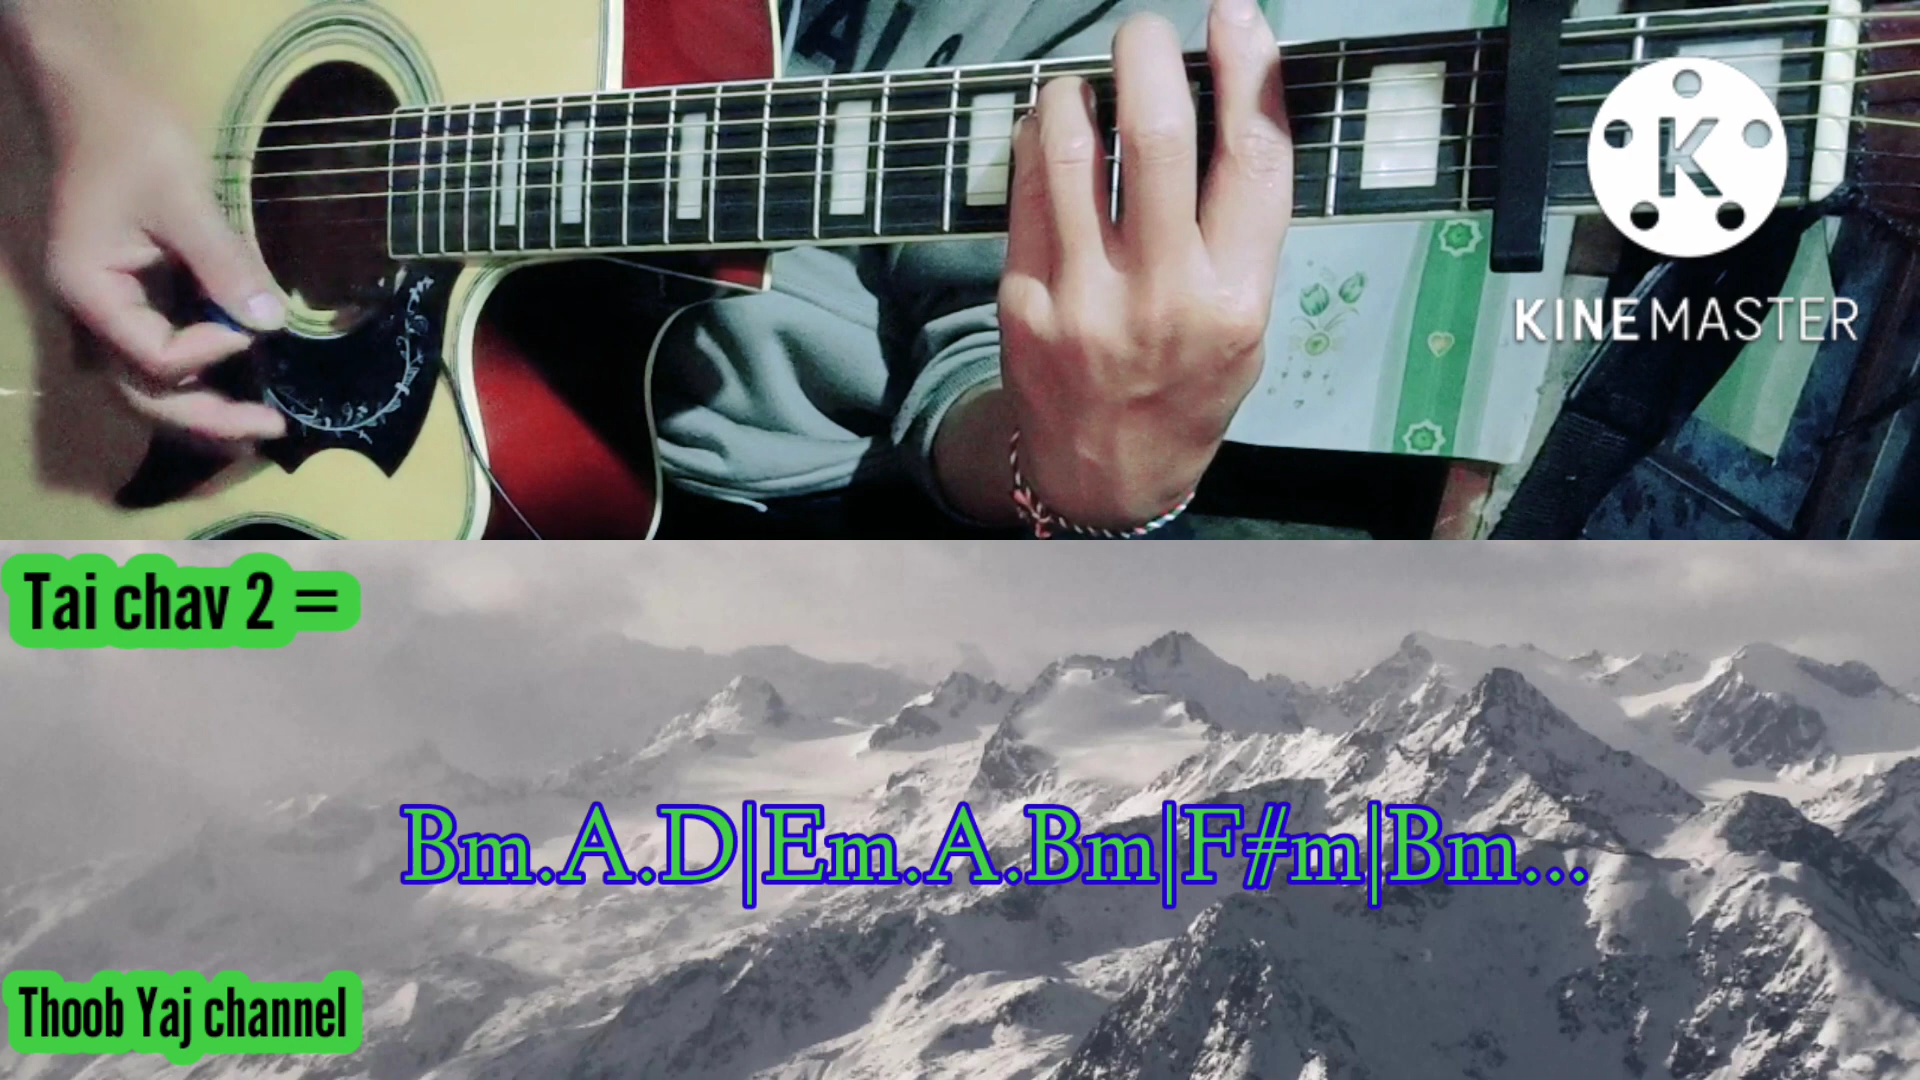 K
KINEMASTER
Tai chav 2 =
Bm.A.D|Em.A.Bm|F#m|Bm...
Thoob Yaj channel